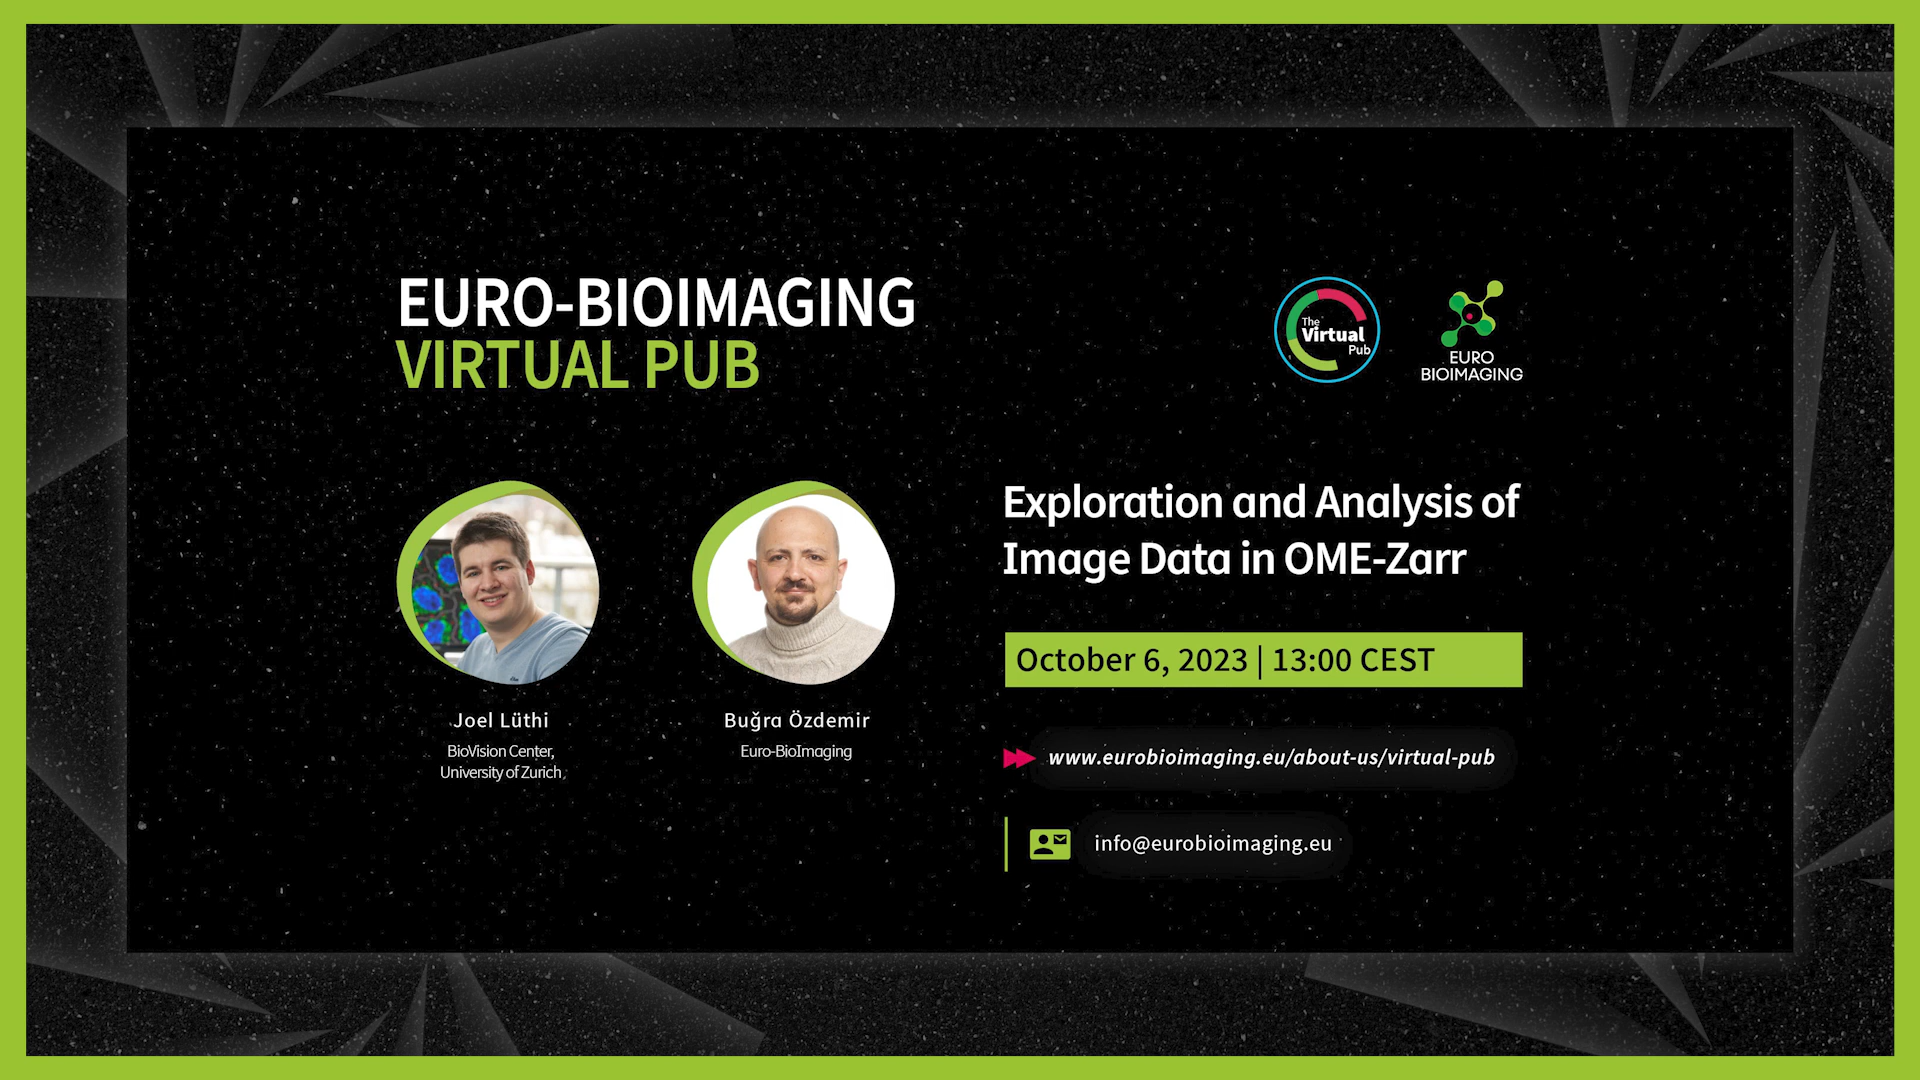 EURO-BIOIMAGING
VIRTUAL PUB
The
Virtual
Pub
EURO
BIOIMAGING
Joel Lüthi
BioVision Center,
University of Zurich
Buğra Özdemir
Euro-BioImaging
Exploration and Analysis of
Image Data in OME-Zarr
October 6, 2023 | 13:00 CEST
www.eurobioimaging.eu/about-us/virtual-pub
info@eurobioimaging.eu